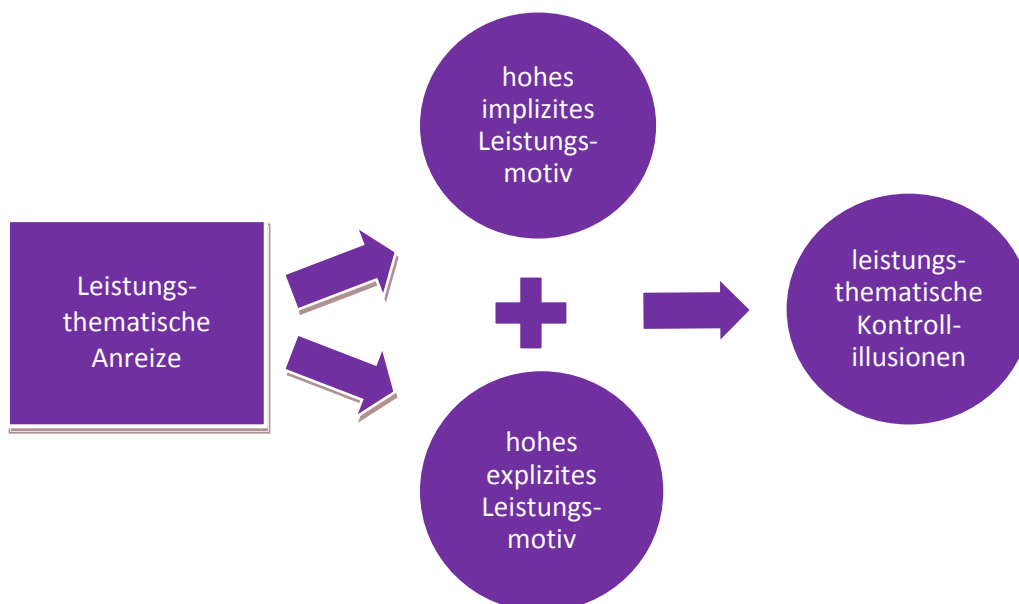 Leistungs-
thematische
Anreize
hohes
implizites
Leistungs-
motiv
hohes
explizites
Leistungs-
motiv
leistungs-
thematische
Kontroll-
illusionen